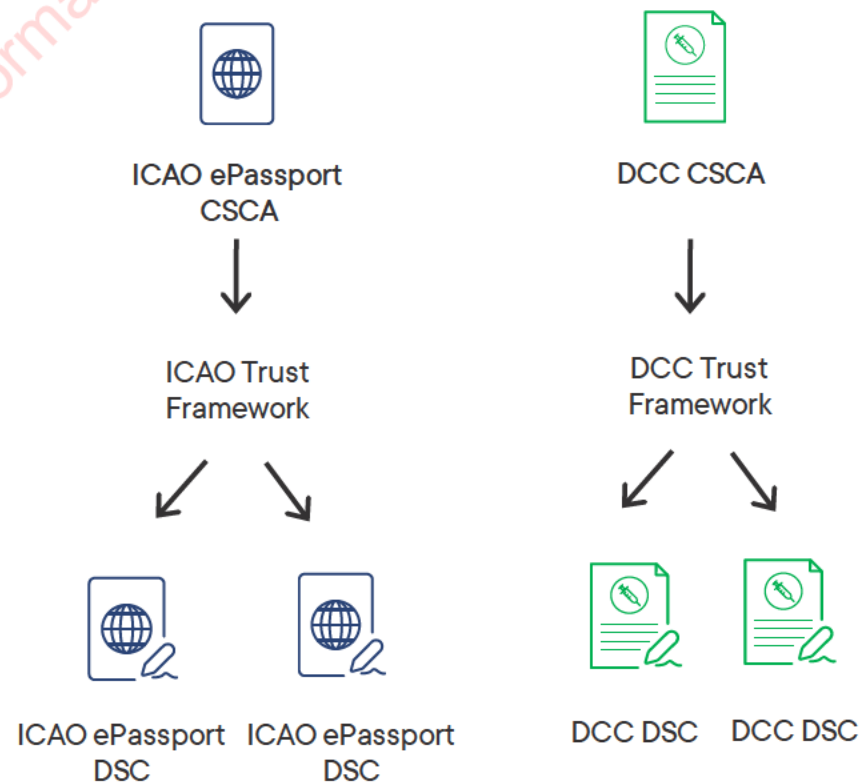 ICAO ePassport
CSCA
DCC CSCA
ICAO Trust
Framework
DCC Trust
Framework
ICAO ePassport
DSC
ICAO ePassport
DSC
DCC DSC
DCC DSC